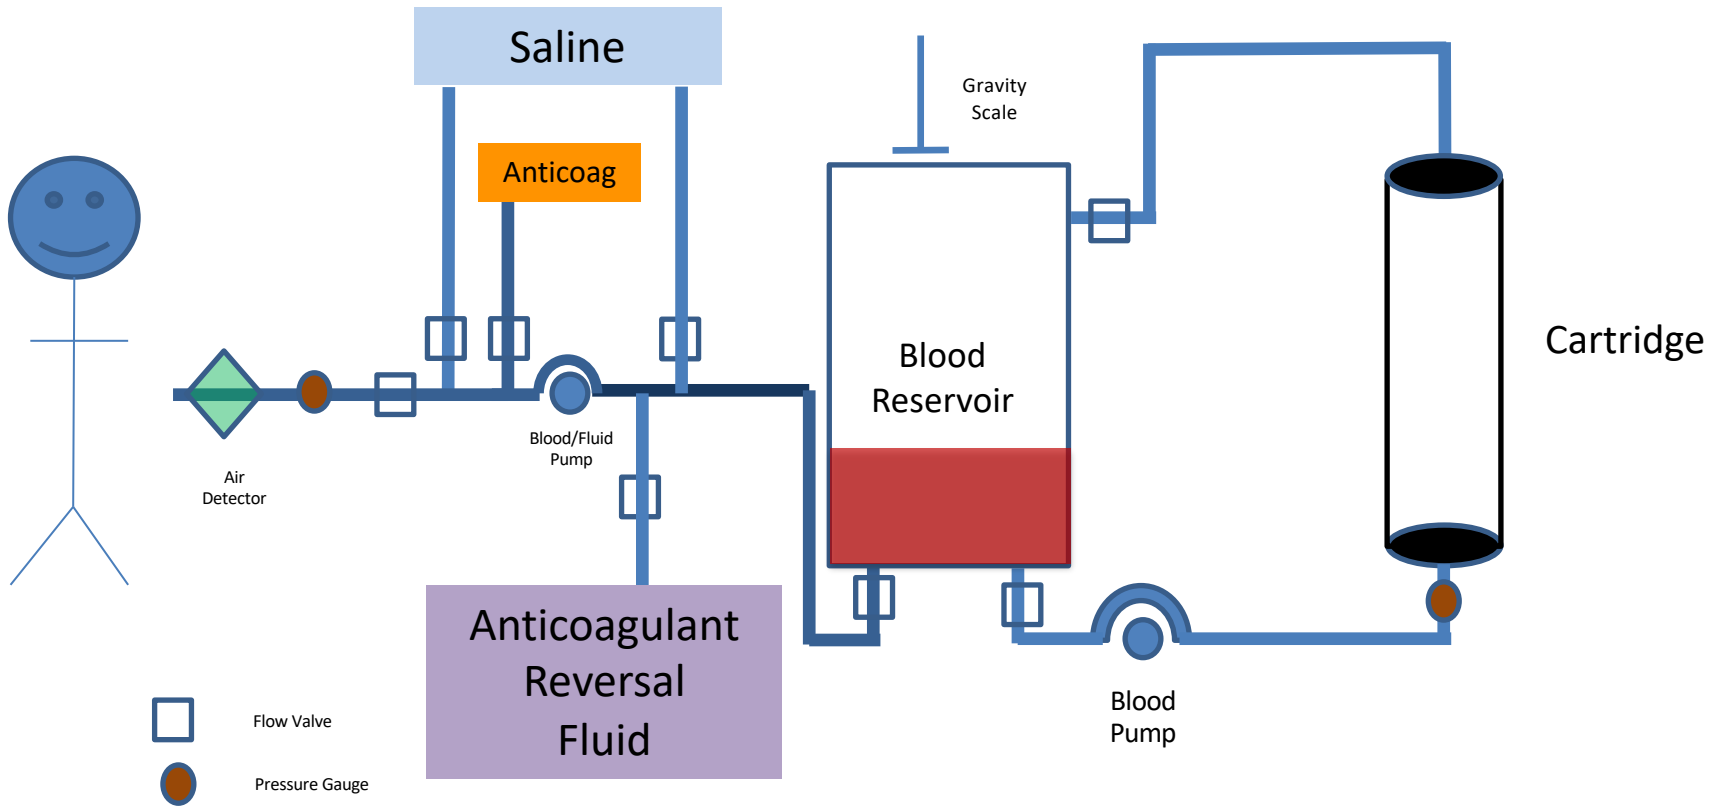 Saline
Gravity
Scale
Anticoag
Blood
Reservoir
Cartridge
Blood/Fluid
Pump
Air
Detector
Anticoagulant
Reversal
Fluid
Blood
Pump
Flow Valve
Pressure Gauge